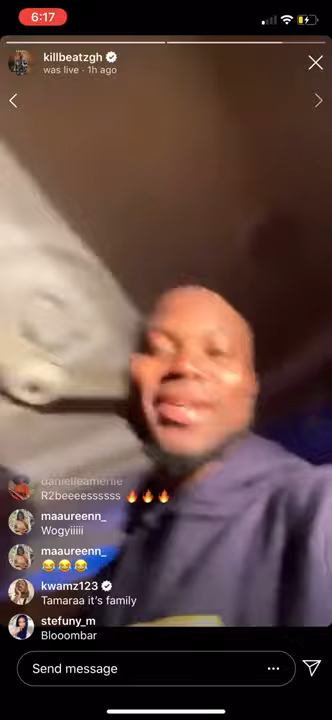 6:17
killbeatzgh
was live · 1h ago
danielleamehe
R2beeeessssss 🔥🔥🔥
maaureenn_
Wogyiiiii
maaureenn_
😂😂😂
kwamz123
Tamaraa it’s family
stefuny_m
Blooombar
Send message